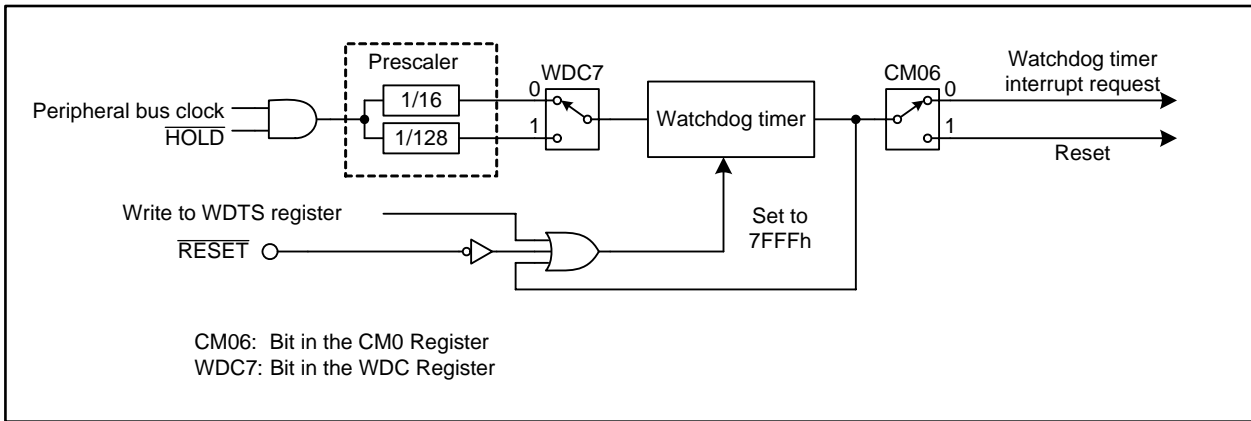 Prescaler
WDC7
CM06
Watchdog timer
interrupt request
0
0
1/16
Peripheral bus clock
Watchdog timer
HOLD
1
1
1/128
Reset
Write to WDTS register
Set to
7FFFh
RESET
CM06: Bit in the CM0 Register
WDC7: Bit in the WDC Register